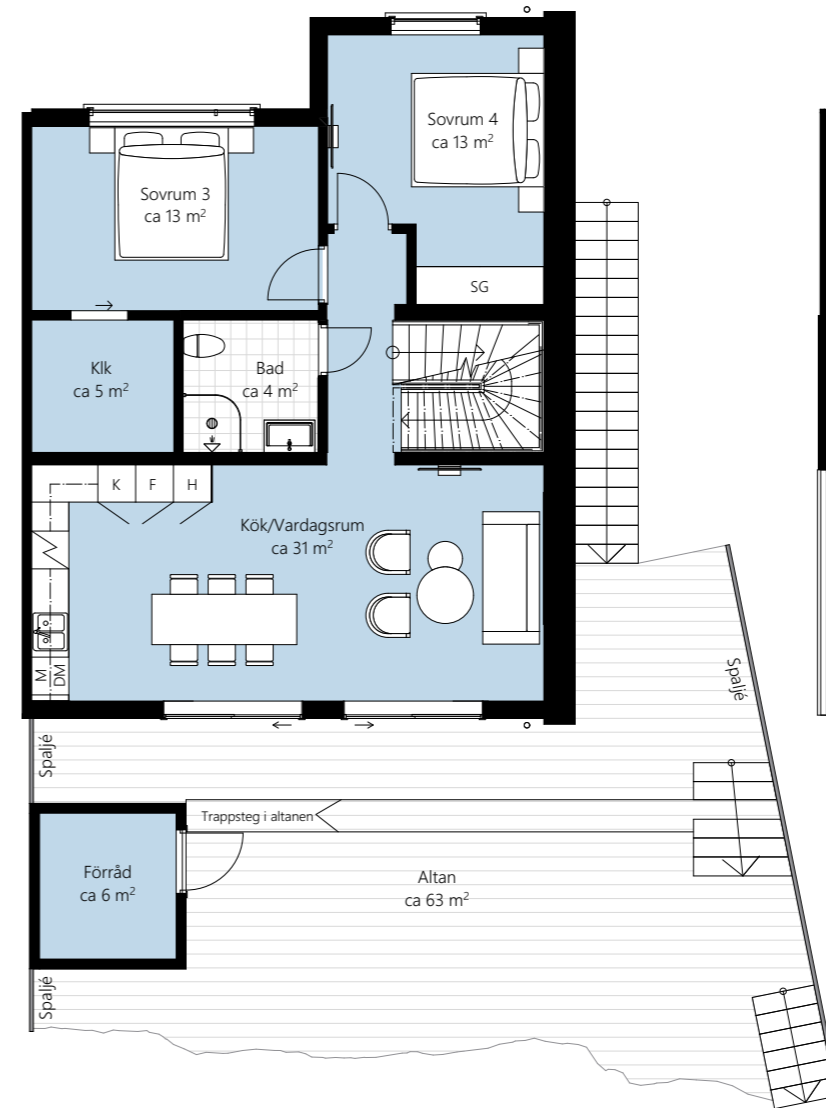 Sovrum 4
ca 13 m²
Sovrum 3
ca 13 m²
SG
Klk
ca 5 m²
Bad
ca 4 m²
K
F
H
Kök/Vardagsrum
ca 31 m²
M
DM
Spaljé
Spaljé
Trappsteg i altanen
Förråd
ca 6 m²
Altan
ca 63 m²
Spaljé